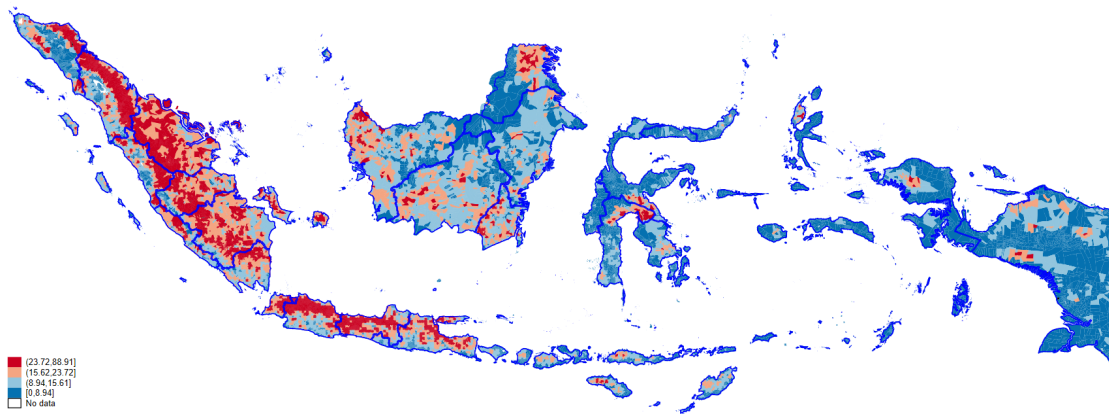 (23.72,88.91]
(15.62,23.72]
(8.94,15.61]
[0,8.94]
No data